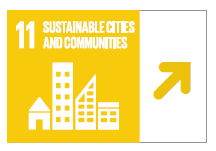 11 SUSTAINABLE CITIES
AND COMMUNITIES